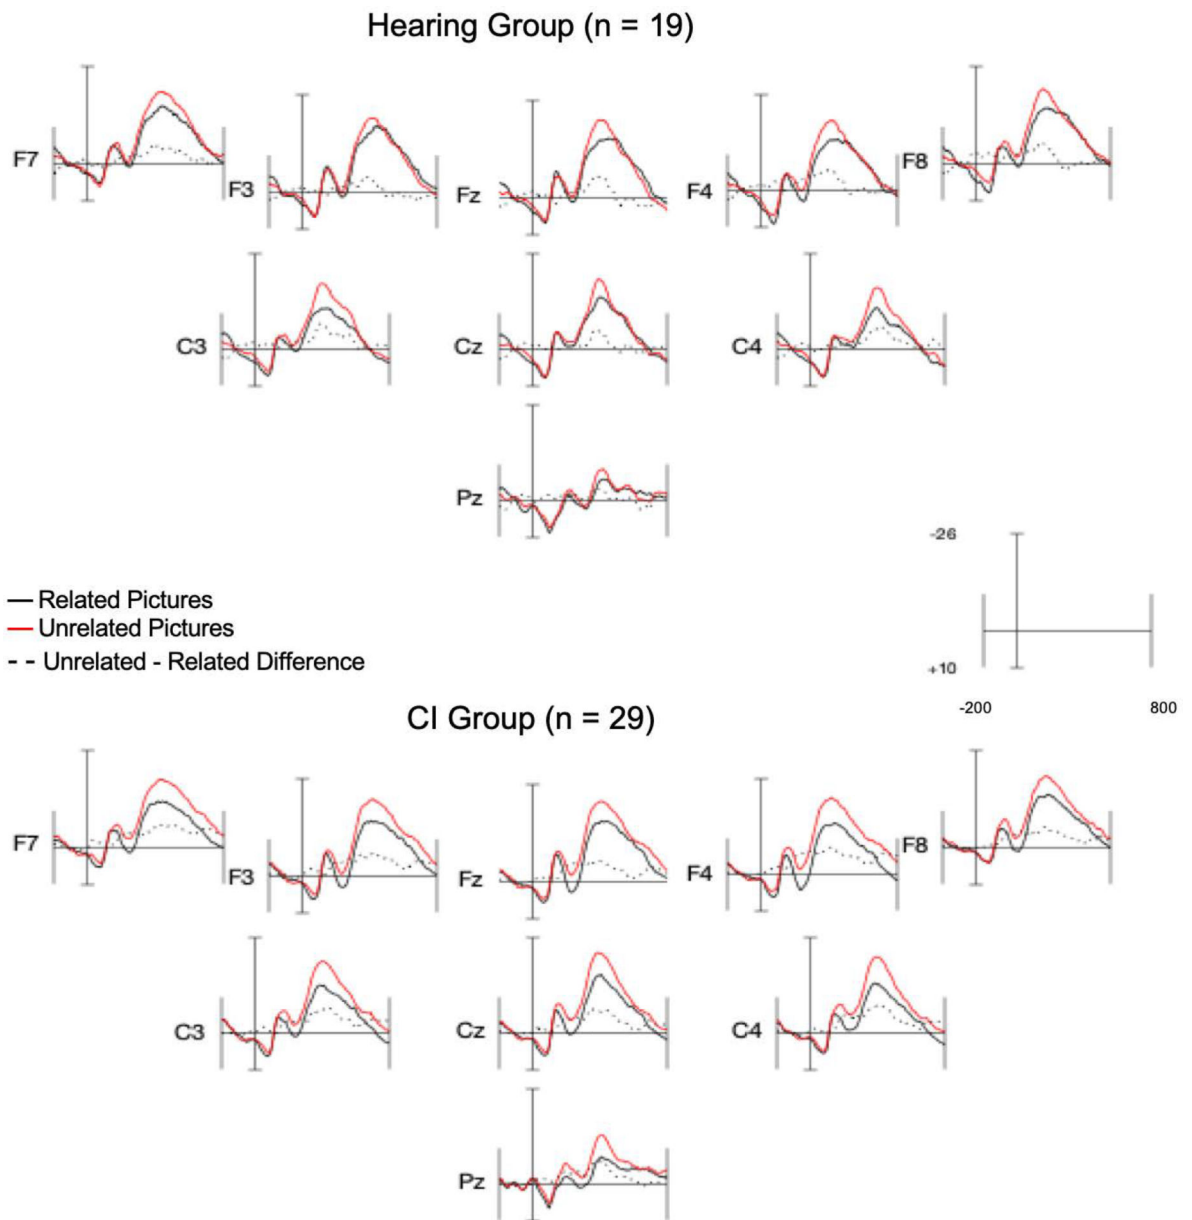 Hearing Group (n = 19)
F7
F3
Fz
F4
F8
C3
Cz
C4
Pz
-26
+10
-200
800
— Related Pictures
— Unrelated Pictures
- - Unrelated - Related Difference
CI Group (n = 29)
F7
F3
Fz
F4
F8
C3
Cz
C4
Pz